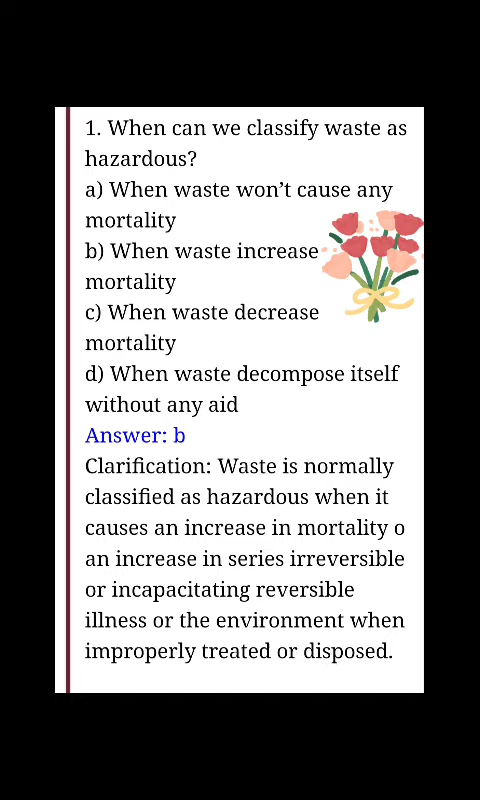 1. When can we classify waste as
hazardous?
a) When waste won’t cause any
mortality
b) When waste increase
mortality
c) When waste decrease
mortality
d) When waste decompose itself
without any aid
Answer: b
Clarification: Waste is normally
classified as hazardous when it
causes an increase in mortality o
an increase in series irreversible
or incapacitating reversible
illness or the environment when
improperly treated or disposed.